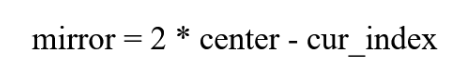 mirror = 2 * center - cur_index